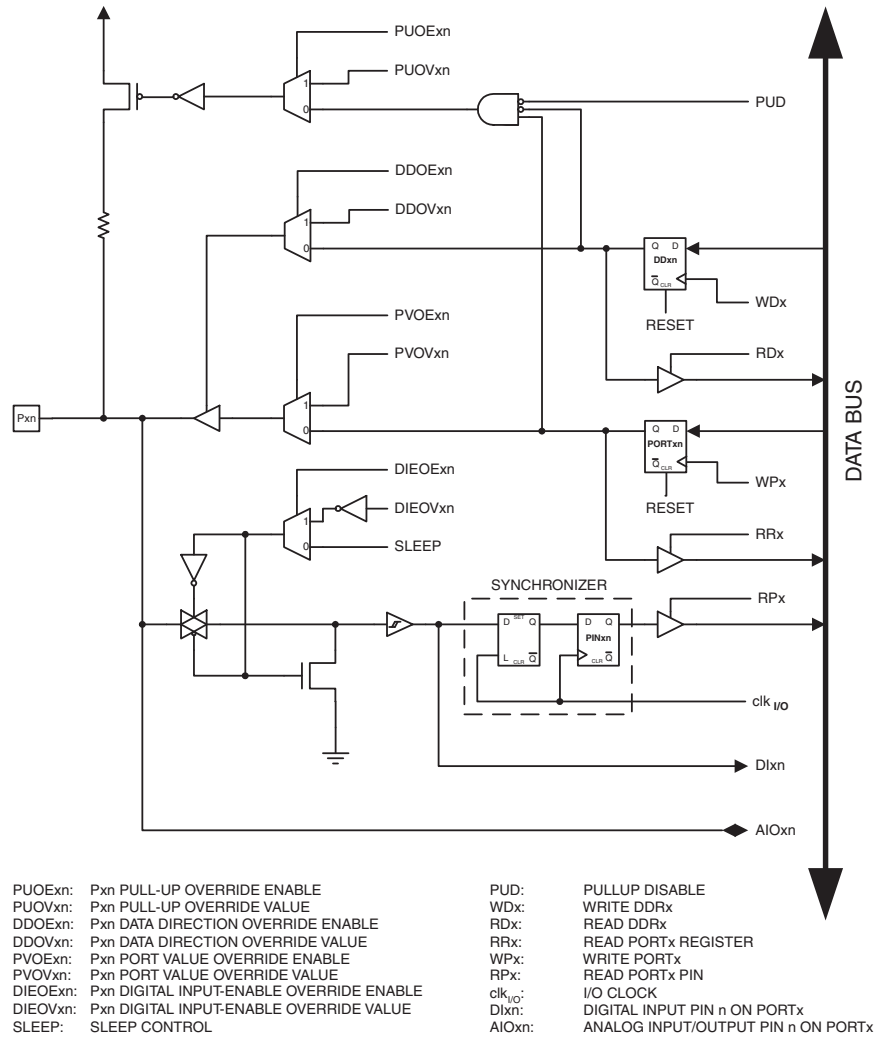 PUOExn
PUOVxn
1
0
PUD
DDOExn
DDOVxn
1
0
Q D
DDxn
Q CLR
WDx
RESET
RDx
PVOExn
PVOVxn
1
0
Pxn
Q D
PORTxn
Q CLR
WPx
RESET
RRx
DIEOExn
DIEOVxn
1
0
SLEEP
SYNCHRONIZER
RPx
D SET Q
L CLR Q
D Q
PINxn
CLR Q
clk I/O
DIxn
AIOxn
DATA BUS
PUOExn: Pxn PULL-UP OVERRIDE ENABLE
PUOVxn: Pxn PULL-UP OVERRIDE VALUE
DDOExn: Pxn DATA DIRECTION OVERRIDE ENABLE
DDOVxn: Pxn DATA DIRECTION OVERRIDE VALUE
PVOExn: Pxn PORT VALUE OVERRIDE ENABLE
PVOVxn: Pxn PORT VALUE OVERRIDE VALUE
DIEOExn: Pxn DIGITAL INPUT-ENABLE OVERRIDE ENABLE
DIEOVxn: Pxn DIGITAL INPUT-ENABLE OVERRIDE VALUE
SLEEP: SLEEP CONTROL
PUD: PULLUP DISABLE
WDx: WRITE DDRx
RDx: READ DDRx
RRx: READ PORTx REGISTER
WPx: WRITE PORTx
RPx: READ PORTx PIN
clkI/O: I/O CLOCK
DIxn: DIGITAL INPUT PIN n ON PORTx
AIOxn: ANALOG INPUT/OUTPUT PIN n ON PORTx